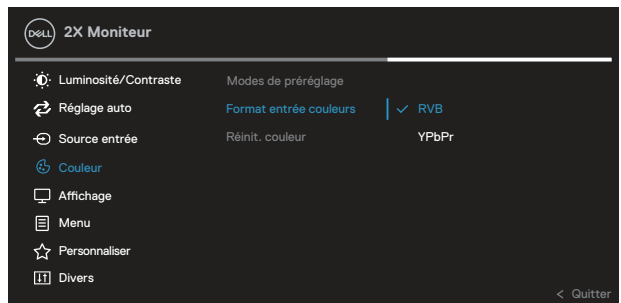 DELL 2X Moniteur
Luminosité/Contraste
Modes de préréglage
Réglage auto
Format entrée couleurs
RVB
Source entrée
Réinit. couleur
YPbPr
Couleur
Affichage
Menu
Personnaliser
Divers
< Quitter